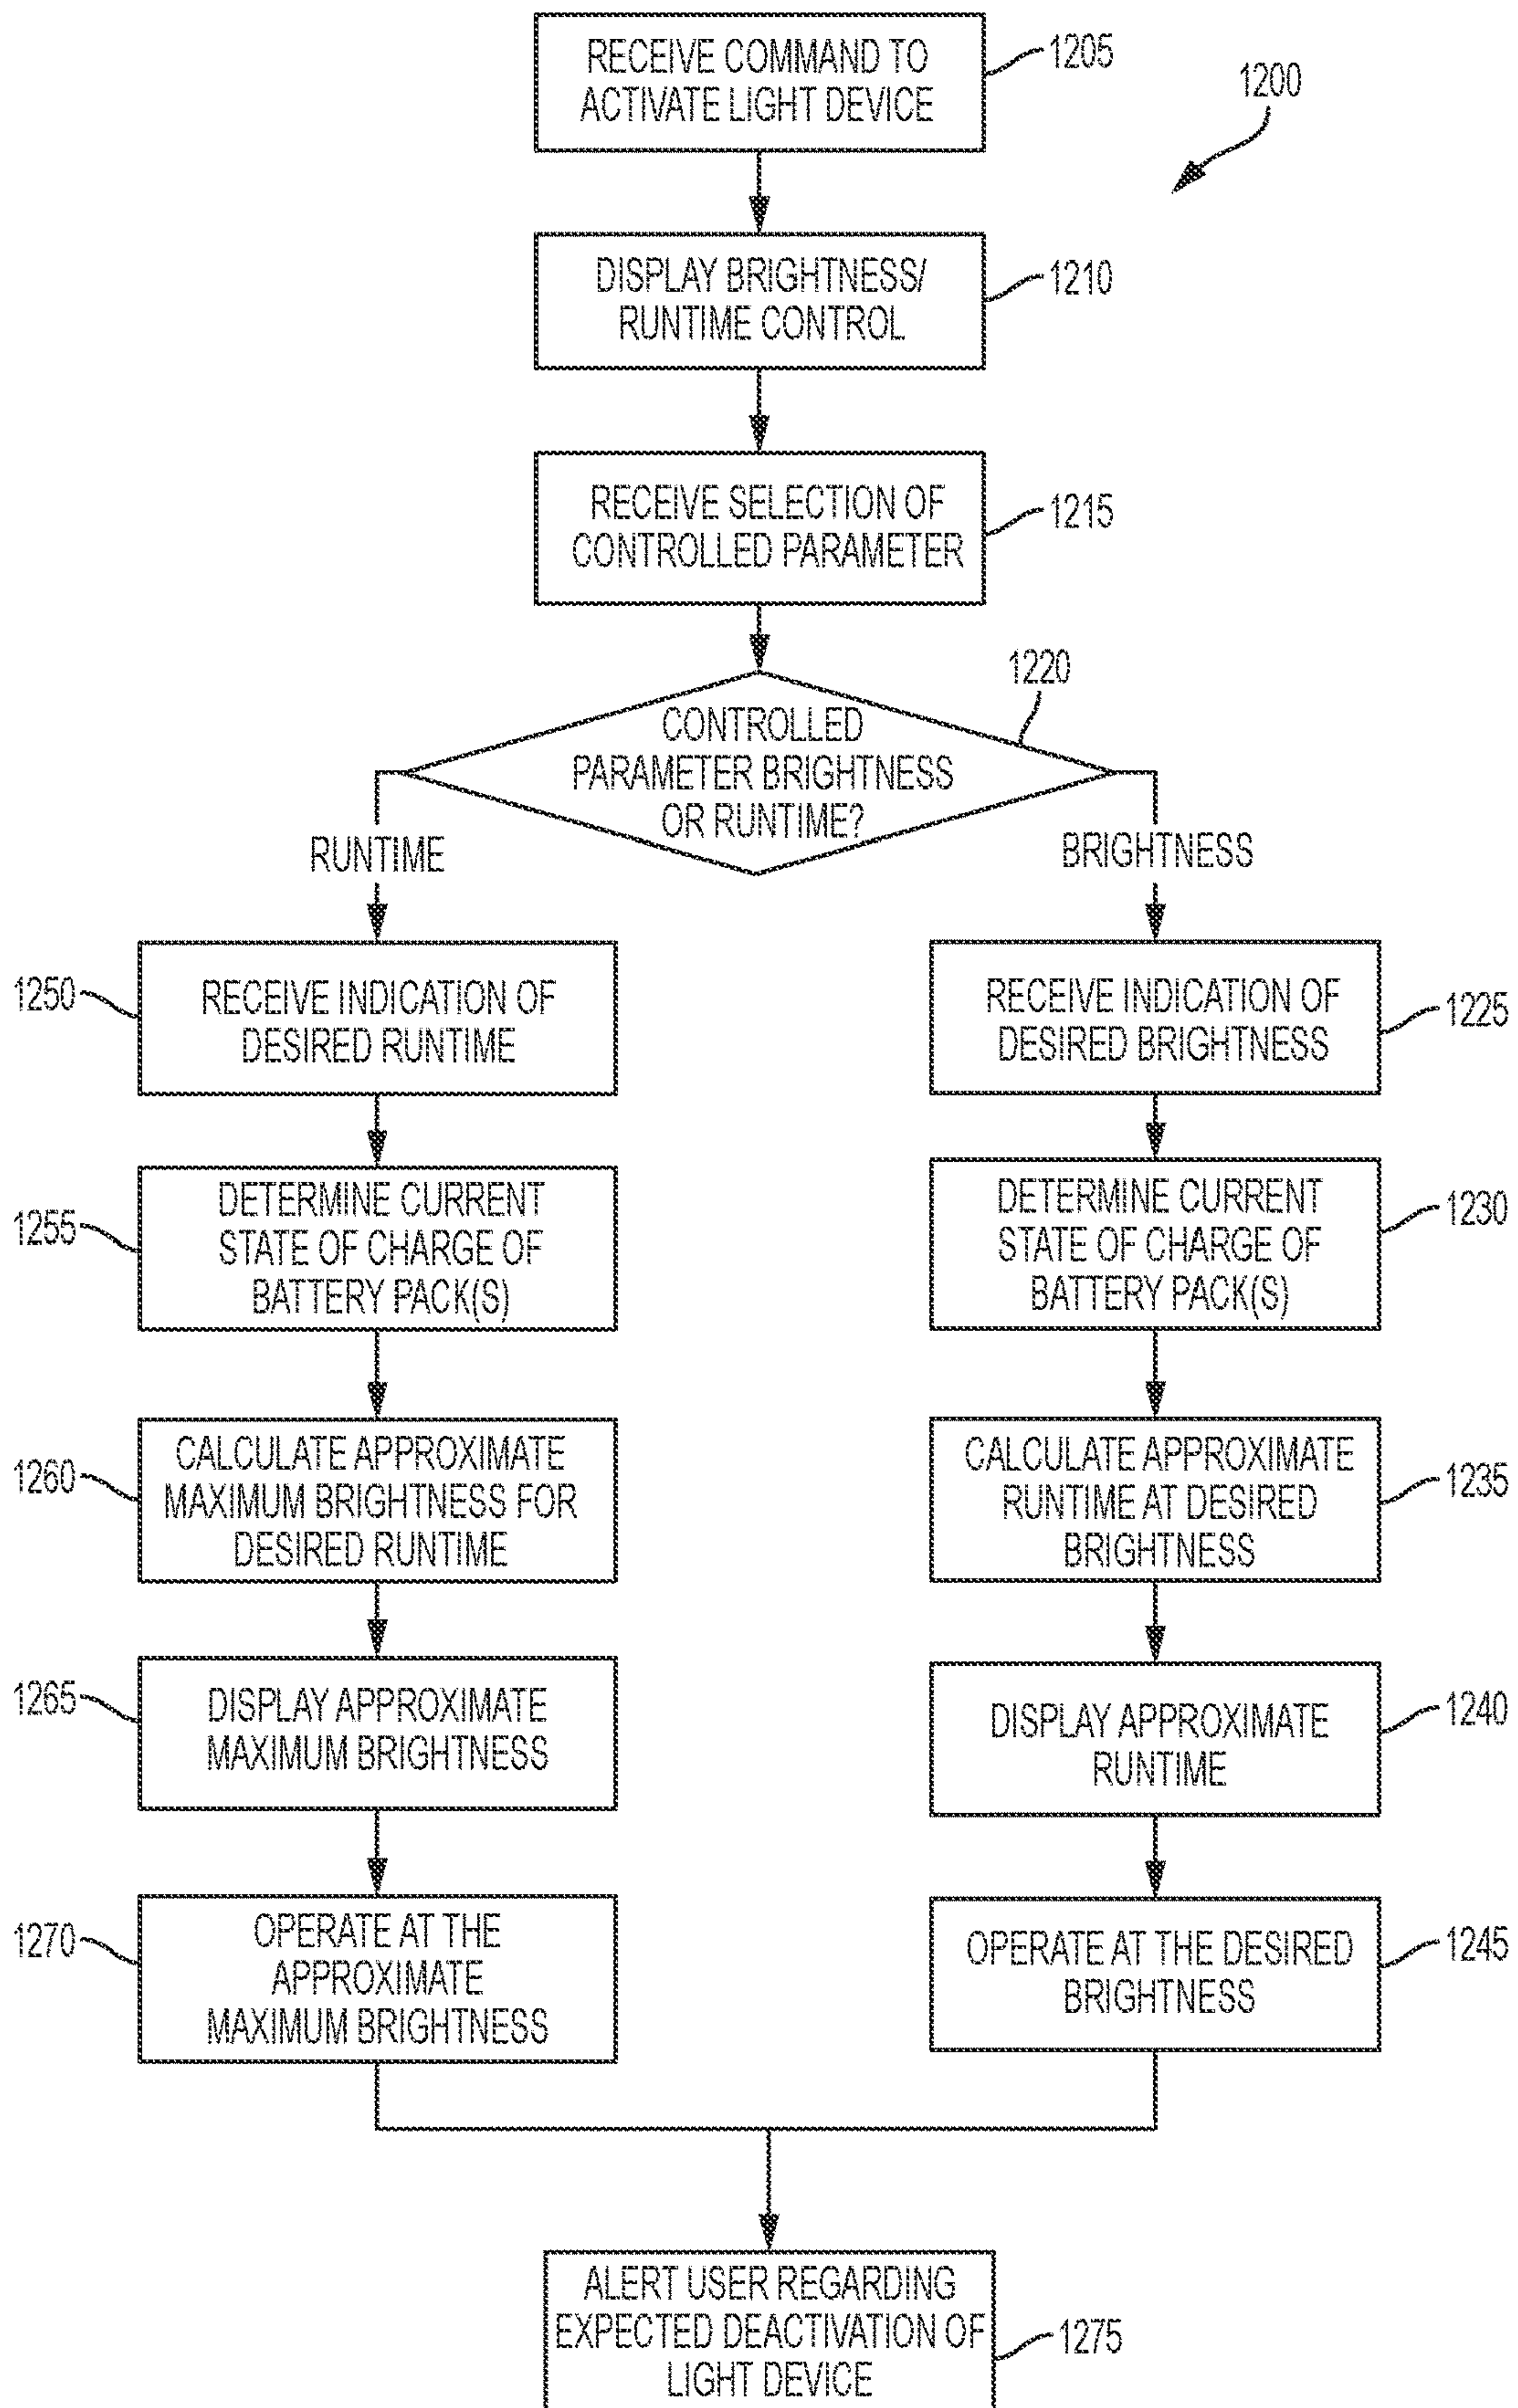 RECEIVE COMMAND TO
ACTIVATE LIGHT DEVICE
1205
1200
DISPLAY BRIGHTNESS/
RUNTIME CONTROL
1210
RECEIVE SELECTION OF
CONTROLLED PARAMETER
1215
1220
CONTROLLED
PARAMETER BRIGHTNESS
OR RUNTIME?
RUNTIME
BRIGHTNESS
1250
RECEIVE INDICATION OF
DESIRED RUNTIME
RECEIVE INDICATION OF
DESIRED BRIGHTNESS
1225
1255
DETERMINE CURRENT
STATE OF CHARGE OF
BATTERY PACK(S)
DETERMINE CURRENT
STATE OF CHARGE OF
BATTERY PACK(S)
1230
1260
CALCULATE APPROXIMATE
MAXIMUM BRIGHTNESS FOR
DESIRED RUNTIME
CALCULATE APPROXIMATE
RUNTIME AT DESIRED
BRIGHTNESS
1235
1265
DISPLAY APPROXIMATE
MAXIMUM BRIGHTNESS
DISPLAY APPROXIMATE
RUNTIME
1240
1270
OPERATE AT THE
APPROXIMATE
MAXIMUM BRIGHTNESS
OPERATE AT THE DESIRED
BRIGHTNESS
1245
ALERT USER REGARDING
EXPECTED DEACTIVATION OF
LIGHT DEVICE
1275